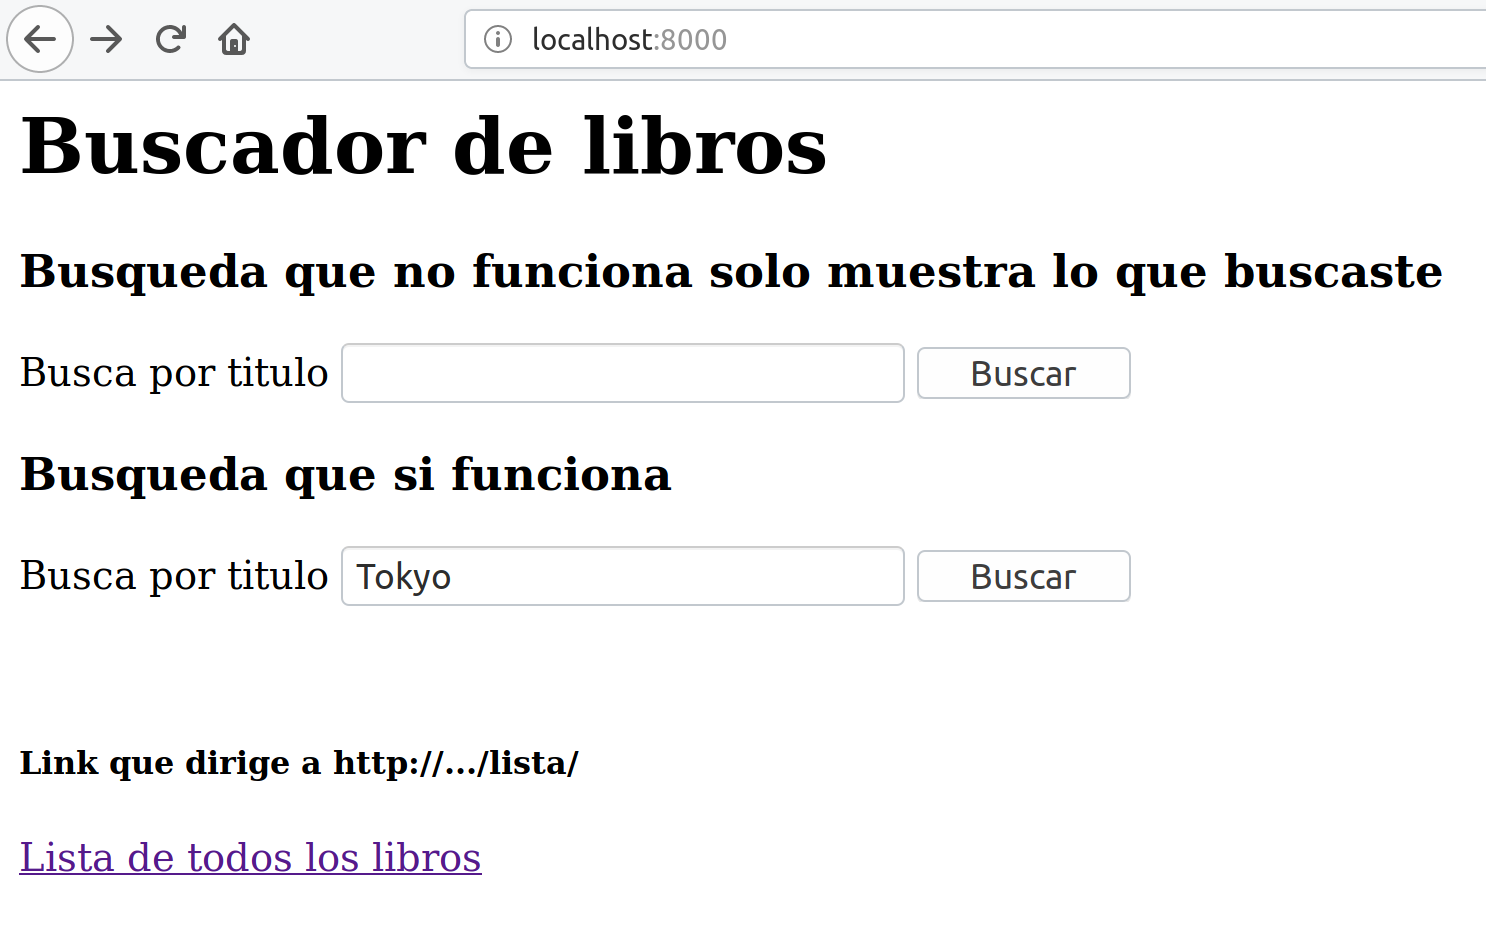 localhost:8000
Buscador de libros
Busqueda que no funciona solo muestra lo que buscaste
Busca por titulo Buscar
Busqueda que si funciona
Busca por titulo Tokyo Buscar
Link que dirige a http://.../lista/
Lista de todos los libros